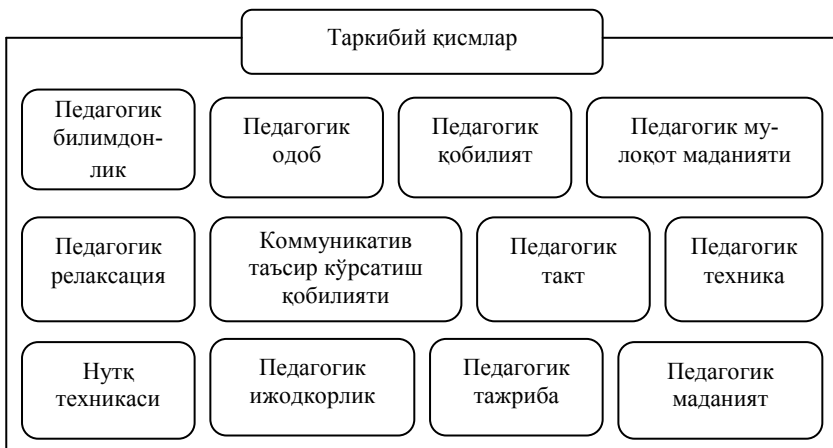 Таркибий қисмлар
Педагогик
билимдон-
лик
Педагогик
одоб
Педагогик
қобилият
Педагогик му-
лоқот маданияти
Педагогик
релаксация
Коммуникатив
таъсир кўрсатиш
қобилияти
Педагогик
такт
Педагогик
техника
Нутқ
техникаси
Педагогик
ижодкорлик
Педагогик
тажриба
Педагогик
маданият